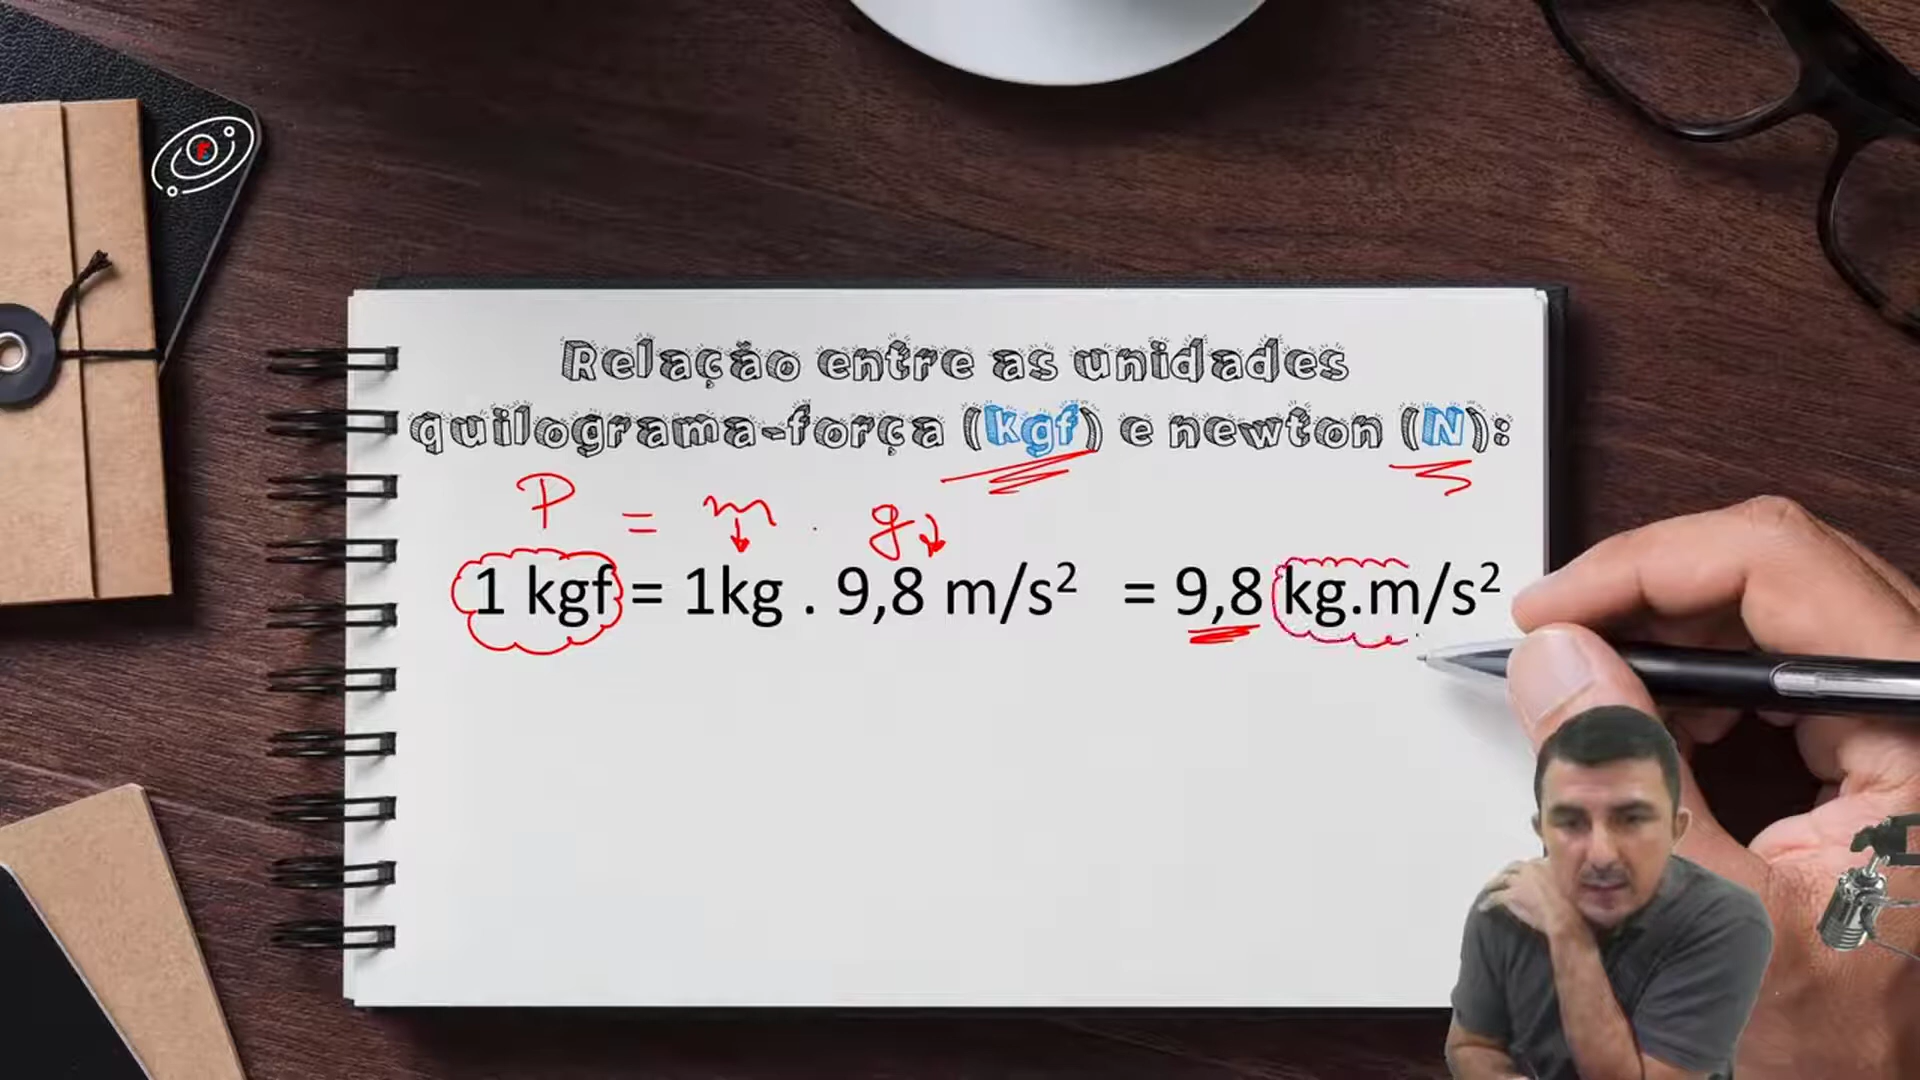 Relação entre as unidades
quilograma-força (kgf) e newton (N):
P = m . g
1 kgf = 1kg . 9,8 m/s² = 9,8 kg.m/s²